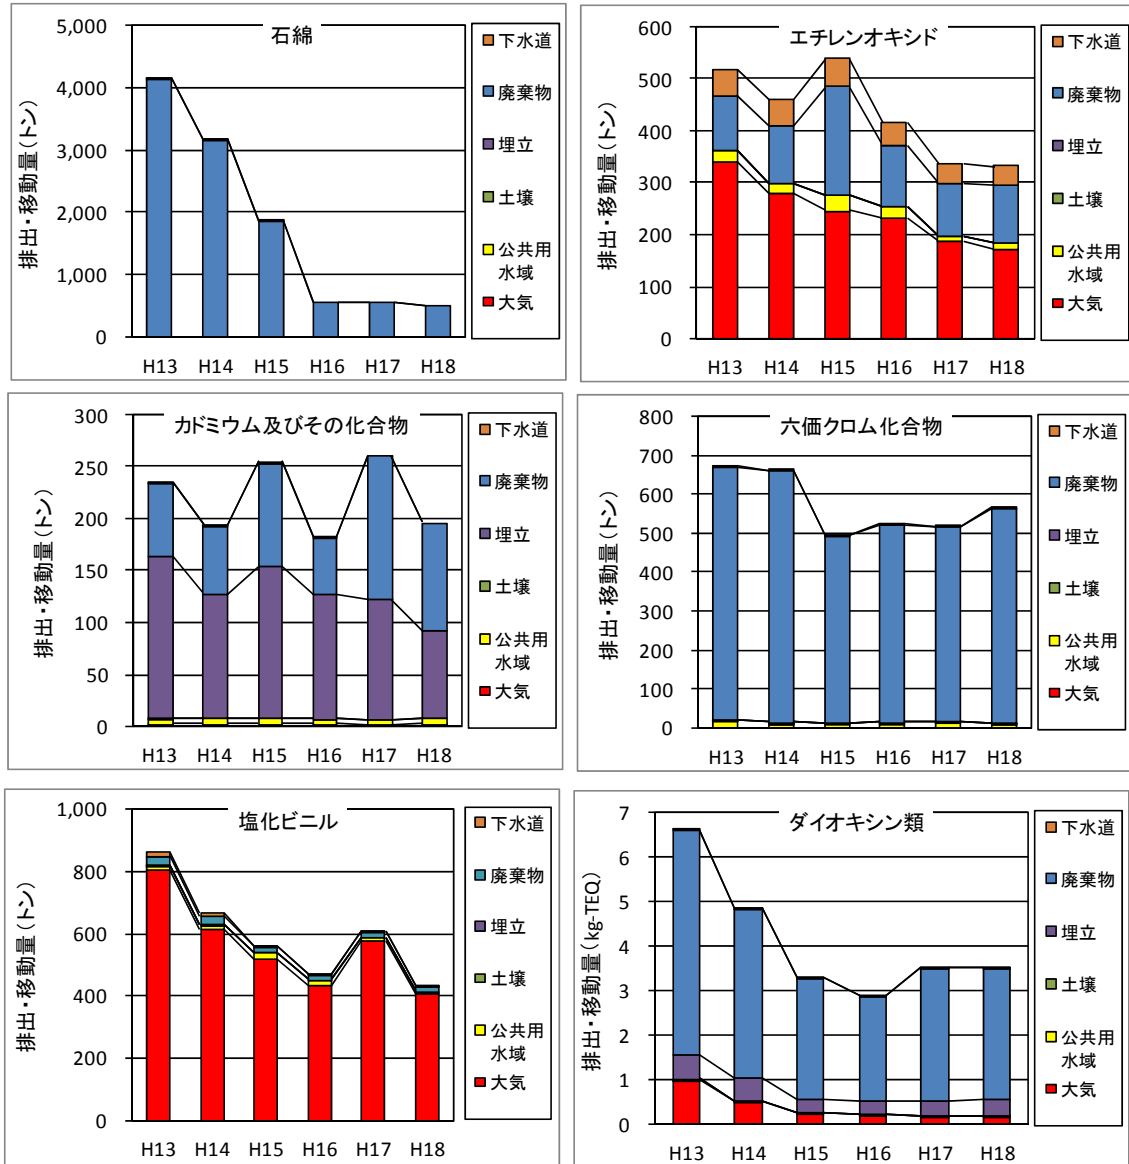 石綿
排出・移動量(トン)
5,000
4,000
3,000
2,000
1,000
0
H13 H14 H15 H16 H17 H18
下水道
廃棄物
埋立
土壌
公共用
水域
大気
エチレンオキシド
排出・移動量(トン)
600
500
400
300
200
100
0
H13 H14 H15 H16 H17 H18
下水道
廃棄物
埋立
土壌
公共用
水域
大気
カドミウム及びその化合物
排出・移動量(トン)
300
250
200
150
100
50
0
H13 H14 H15 H16 H17 H18
下水道
廃棄物
埋立
土壌
公共用
水域
大気
六価クロム化合物
排出・移動量(トン)
800
700
600
500
400
300
200
100
0
H13 H14 H15 H16 H17 H18
下水道
廃棄物
埋立
土壌
公共用
水域
大気
塩化ビニル
排出・移動量(トン)
1,000
800
600
400
200
0
H13 H14 H15 H16 H17 H18
下水道
廃棄物
埋立
土壌
公共用
水域
大気
ダイオキシン類
排出・移動量(kg-TEQ)
7
6
5
4
3
2
1
0
H13 H14 H15 H16 H17 H18
下水道
廃棄物
埋立
土壌
公共用
水域
大気